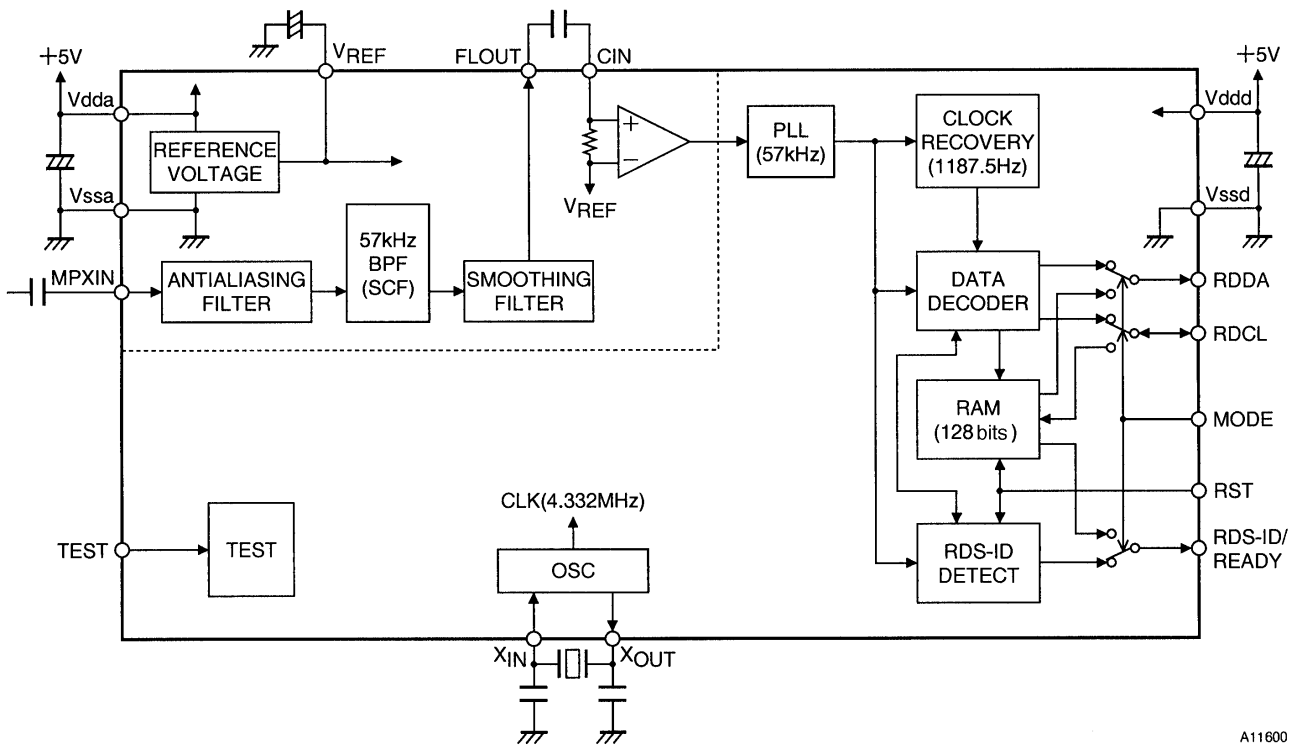 +5V
VREF
FLOUT
CIN
+5V
Vdda
REFERENCE
VOLTAGE
Vssa
+
−
VREF
PLL
(57kHz)
CLOCK
RECOVERY
(1187.5Hz)
Vddd
Vssd
MPXIN
ANTIALIASING
FILTER
57kHz
BPF
(SCF)
SMOOTHING
FILTER
DATA
DECODER
RDDA
RDCL
RAM
(128bits)
MODE
RST
TEST
TEST
CLK(4.332MHz)
OSC
RDS-ID
DETECT
RDS-ID/
READY
XIN
XOUT
A11600